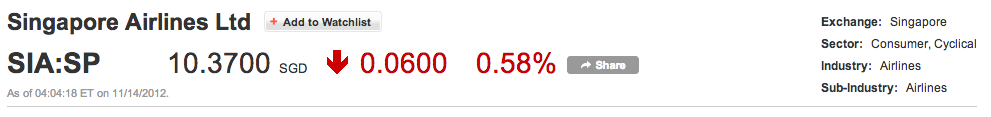 Singapore Airlines Ltd + Add to Watchlist
SIA:SP 10.3700 SGD 0.0600 0.58% Share
As of 04:04:18 ET on 11/14/2012.
Exchange: Singapore
Sector: Consumer, Cyclical
Industry: Airlines
Sub-Industry: Airlines